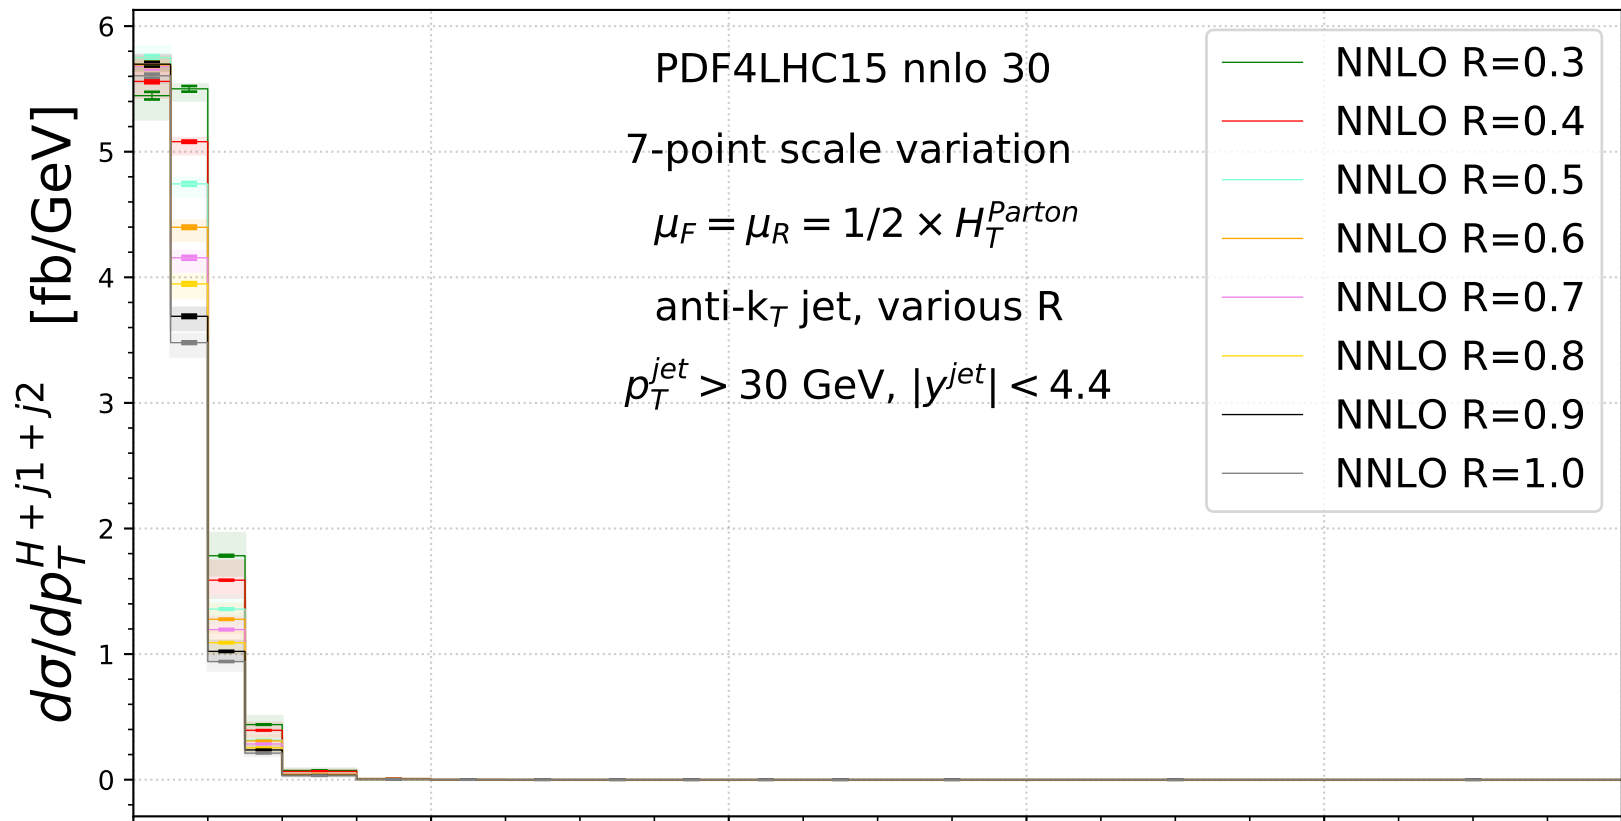 6
5
4
3
2
1
0
dσ/dp_T^{H + j1 + j2} [fb/GeV]
PDF4LHC15 nnlo 30
7-point scale variation
μ_F = μ_R = 1/2 × H_T^{Parton}
anti-k_T jet, various R
p_T^{jet} > 30 GeV, |y^{jet}| < 4.4
NNLO R=0.3
NNLO R=0.4
NNLO R=0.5
NNLO R=0.6
NNLO R=0.7
NNLO R=0.8
NNLO R=0.9
NNLO R=1.0